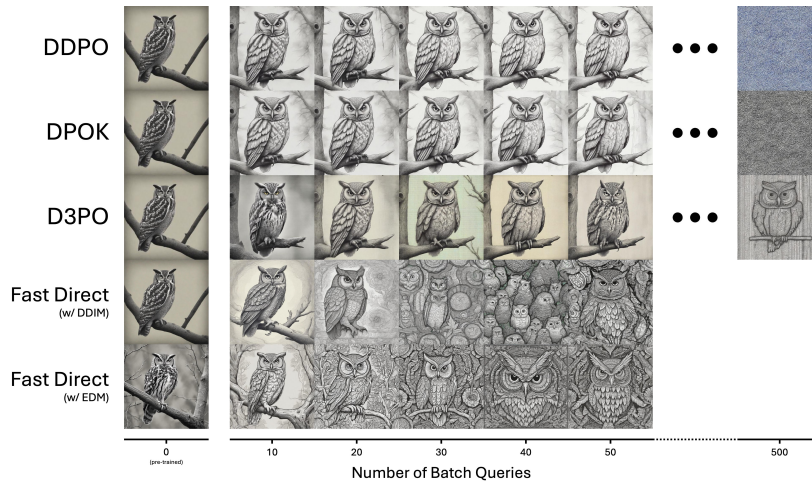 DDPO
DPOK
D3PO
Fast Direct
(w/ DDIM)
Fast Direct
(w/ EDM)
0 10 20 30 40 50 500
(pre-trained)
Number of Batch Queries